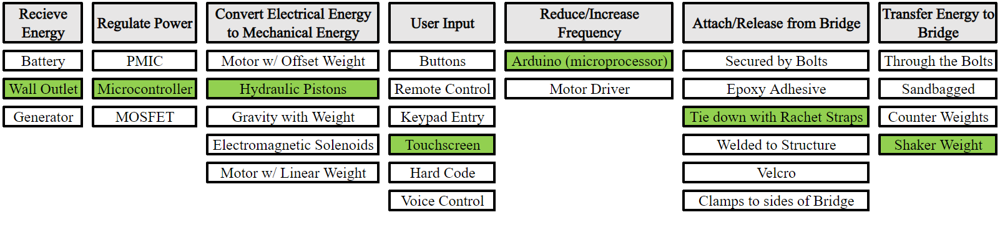 Recieve
Energy
Battery
Wall Outlet
Generator
Regulate Power
PMIC
Microcontroller
MOSFET
Convert Electrical Energy
to Mechanical Energy
Motor w/ Offset Weight
Hydraulic Pistons
Gravity with Weight
Electromagnetic Solenoids
Motor w/ Linear Weight
User Input
Buttons
Remote Control
Keypad Entry
Touchscreen
Hard Code
Voice Control
Reduce/Increase
Frequency
Arduino (microprocessor)
Motor Driver
Attach/Release from Bridge
Secured by Bolts
Epoxy Adhesive
Tie down with Rachet Straps
Welded to Structure
Velcro
Clamps to sides of Bridge
Transfer Energy to
Bridge
Through the Bolts
Sandbagged
Counter Weights
Shaker Weight